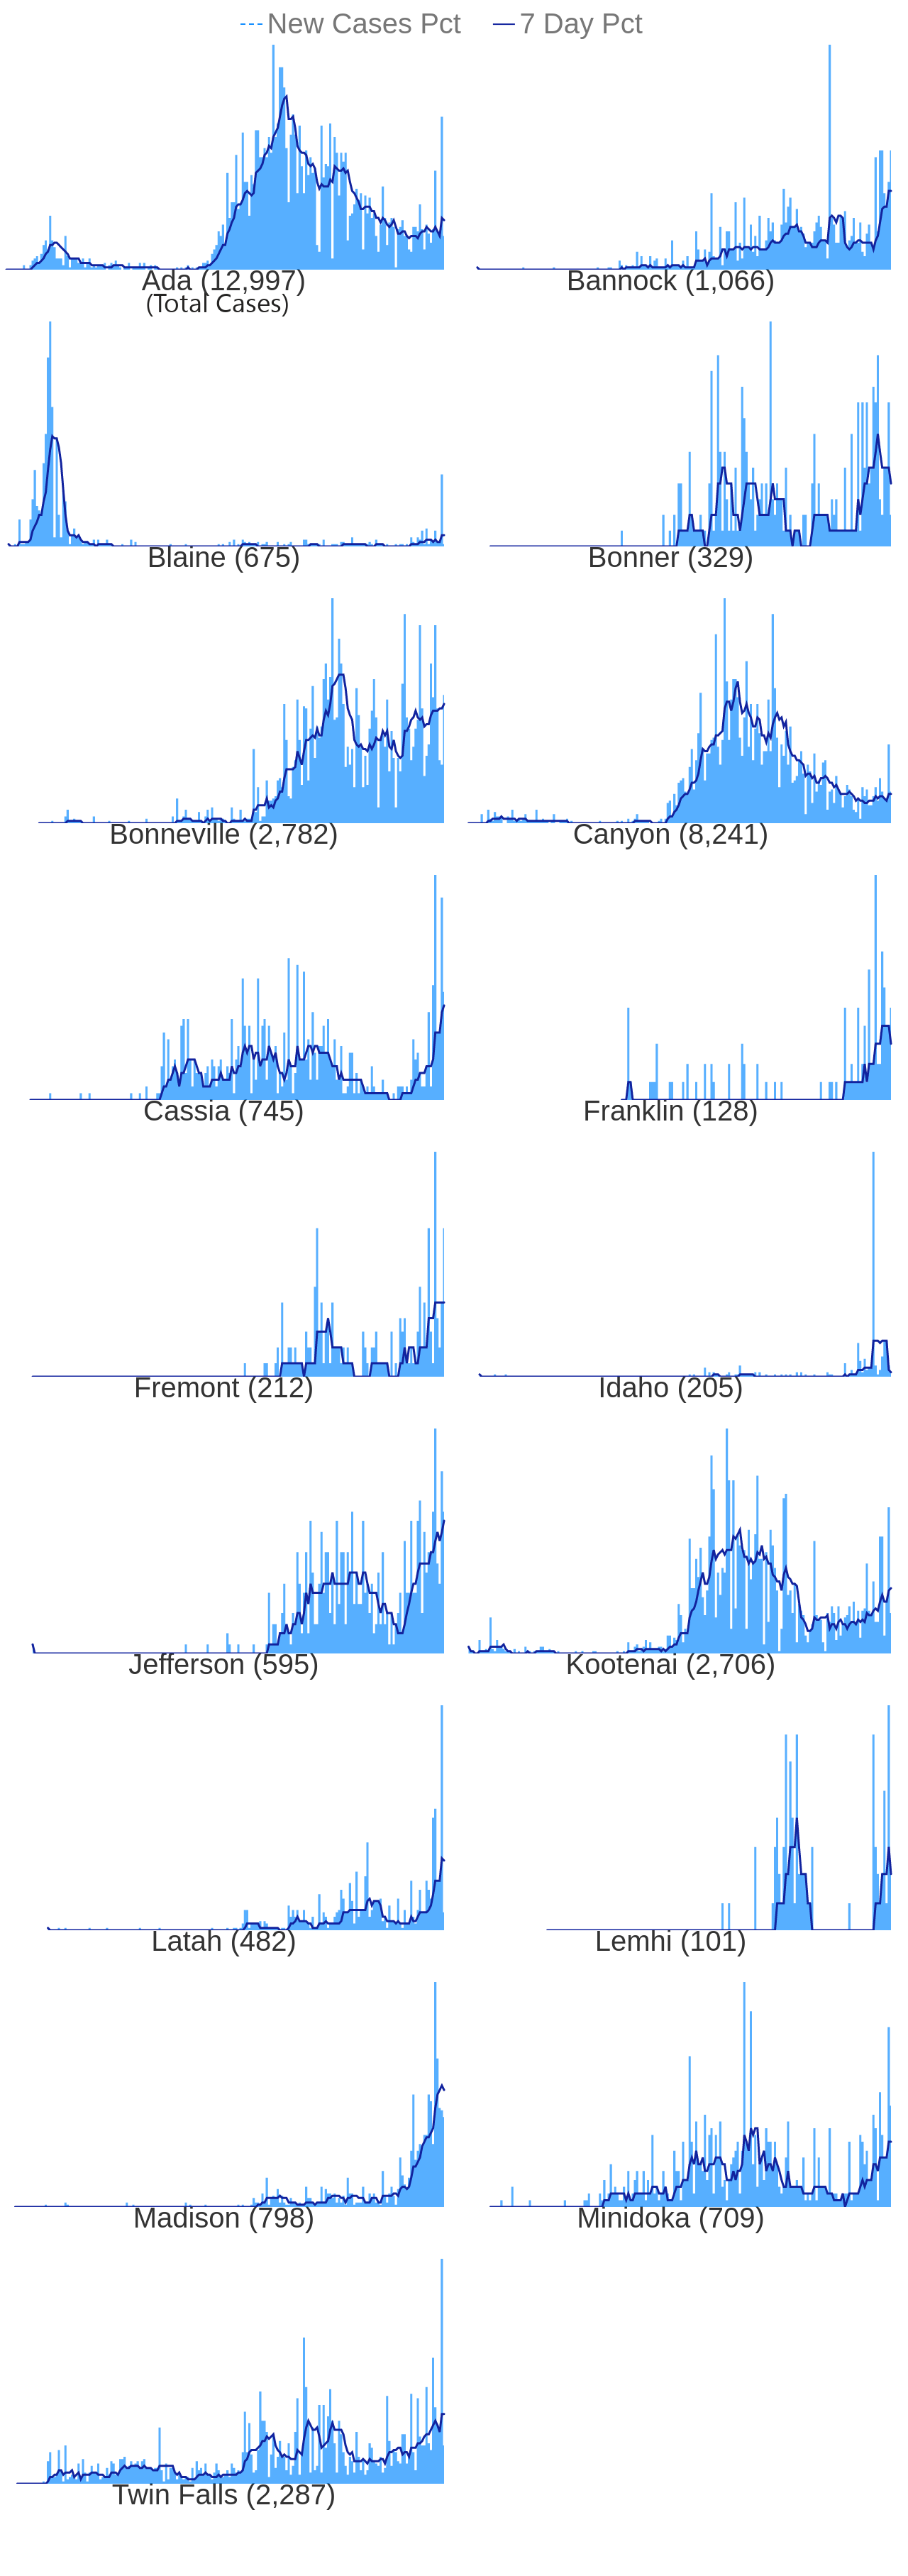 New Cases Pct 7 Day Pct
Ada (12,997) Bannock (1,066)
(Total Cases)
Blaine (675) Bonner (329)
Bonneville (2,782) Canyon (8,241)
Cassia (745) Franklin (128)
Fremont (212) Idaho (205)
Jefferson (595) Kootenai (2,706)
Latah (482) Lemhi (101)
Madison (798) Minidoka (709)
Twin Falls (2,287)